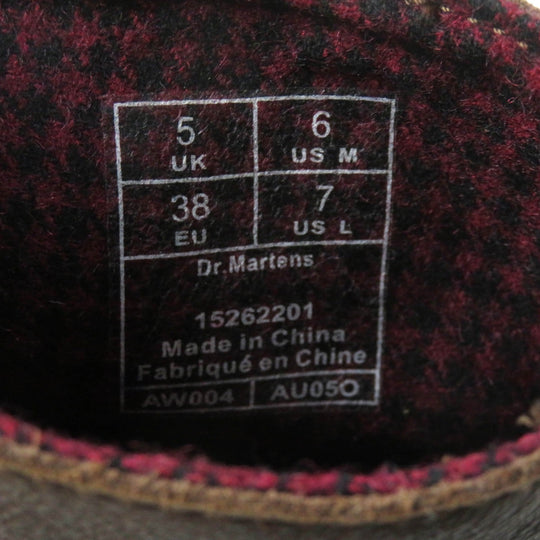 5 6
UK US M
38 7
EU US L
Dr.Martens
15262201
Made in China
Fabriqué en Chine
AW004 AU05O